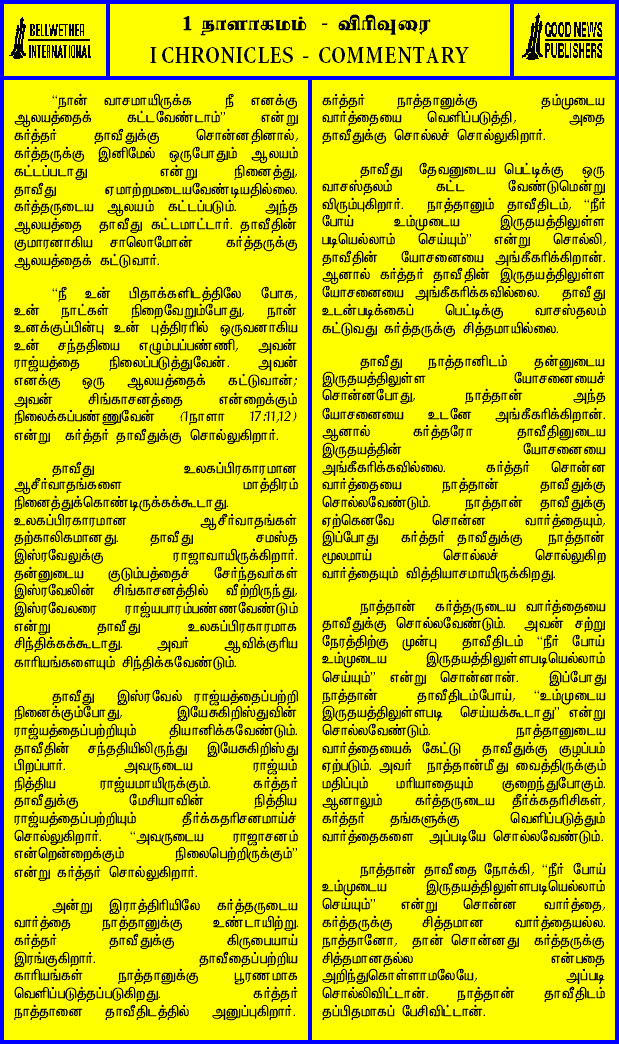 BELLWETHER
INTERNATIONAL
1 நாளாகமம் - விரிவுரை
I CHRONICLES - COMMENTARY
GOOD NEWS
PUBLISHERS
“நான் வாசமாயிருக்க நீ எனக்கு
ஆலயத்தைக் கட்டவேண்டாம்” என்று
கர்த்தர் தாவீதுக்கு சொன்னதினால்,
கர்த்தருக்கு இனிமேல் ஒருபோதும் ஆலயம்
கட்டப்படாது என்று நினைத்து,
தாவீது ஏமாற்றமடையவேண்டியதில்லை.
கர்த்தருடைய ஆலயம் கட்டப்படும். அந்த
ஆலயத்தை தாவீது கட்டமாட்டார். தாவீதின்
குமாரனாகிய சாலொமோன் கர்த்தருக்கு
ஆலயத்தைக் கட்டுவார்.
“நீ உன் பிதாக்களிடத்திலே போக,
உன் நாட்கள் நிறைவேறும்போது, நான்
உனக்குப்பின்பு உன் புத்திரரில் ஒருவனாகிய
உன் சந்ததியை எழும்பப்பண்ணி, அவன்
ராஜ்யத்தை நிலைப்படுத்துவேன். அவன்
எனக்கு ஒரு ஆலயத்தைக் கட்டுவான்;
அவன் சிங்காசனத்தை என்றைக்கும்
நிலைக்கப்பண்ணுவேன் (1நாளா 17:11,12)
என்று கர்த்தர் தாவீதுக்கு சொல்லுகிறார்.
தாவீது உலகப்பிரகாரமான
ஆசீர்வாதங்களை மாத்திரம்
நினைத்துக்கொண்டிருக்கக்கூடாது.
உலகப்பிரகாரமான ஆசீர்வாதங்கள்
தற்காலிகமானது. தாவீது சமஸ்த
இஸ்ரவேலுக்கு ராஜாவாயிருக்கிறார்.
தன்னுடைய குடும்பத்தைச் சேர்ந்தவர்கள்
இஸ்ரவேலின் சிங்காசனத்தில் வீற்றிருந்து,
இஸ்ரவேலரை ராஜ்யபாரம்பண்ணவேண்டும்
என்று தாவீது உலகப்பிரகாரமாக
சிந்திக்கக்கூடாது. அவர் ஆவிக்குரிய
காரியங்களையும் சிந்திக்கவேண்டும்.
தாவீது இஸ்ரவேல் ராஜ்யத்தைப்பற்றி
நினைக்கும்போது, இயேசுகிறிஸ்துவின்
ராஜ்யத்தைப்பற்றியும் தியானிக்கவேண்டும்.
தாவீதின் சந்ததியிலிருந்து இயேசுகிறிஸ்து
பிறப்பார். அவருடைய ராஜ்யம்
நித்திய ராஜ்யமாயிருக்கும். கர்த்தர்
தாவீதுக்கு மேசியாவின் நித்திய
ராஜ்யத்தைப்பற்றியும் தீர்க்கதரிசனமாய்ச்
சொல்லுகிறார். “அவருடைய ராஜாசனம்
என்றென்றைக்கும் நிலைபெற்றிருக்கும்”
என்று கர்த்தர் சொல்லுகிறார்.
அன்று இராத்திரியிலே கர்த்தருடைய
வார்த்தை நாத்தானுக்கு உண்டாயிற்று.
கர்த்தர் தாவீதுக்கு கிருபையாய்
இரங்குகிறார். தாவீதைப்பற்றிய
காரியங்கள் நாத்தானுக்கு பூரணமாக
வெளிப்படுத்தப்படுகிறது. கர்த்தர்
நாத்தானை தாவீதிடத்தில் அனுப்புகிறார்.
கர்த்தர் நாத்தானுக்கு தம்முடைய
வார்த்தையை வெளிப்படுத்தி, அதை
தாவீதுக்கு சொல்லச் சொல்லுகிறார்.
தாவீது தேவனுடைய பெட்டிக்கு ஒரு
வாசஸ்தலம் கட்ட வேண்டுமென்று
விரும்புகிறார். நாத்தானும் தாவீதிடம், “நீர்
போய் உம்முடைய இருதயத்திலுள்ள
படியெல்லாம் செய்யும்” என்று சொல்லி,
தாவீதின் யோசனையை அங்கீகரிக்கிறான்.
ஆனால் கர்த்தர் தாவீதின் இருதயத்திலுள்ள
யோசனையை அங்கீகரிக்கவில்லை. தாவீது
உடன்படிக்கைப் பெட்டிக்கு வாசஸ்தலம்
கட்டுவது கர்த்தருக்கு சித்தமாயில்லை.
தாவீது நாத்தானிடம் தன்னுடைய
இருதயத்திலுள்ள யோசனையைச்
சொன்னபோது, நாத்தான் அந்த
யோசனையை உடனே அங்கீகரிக்கிறான்.
ஆனால் கர்த்தரோ தாவீதினுடைய
இருதயத்தின் யோசனையை
அங்கீகரிக்கவில்லை. கர்த்தர் சொன்ன
வார்த்தையை நாத்தான் தாவீதுக்கு
சொல்லவேண்டும். நாத்தான் தாவீதுக்கு
ஏற்கெனவே சொன்ன வார்த்தையும்,
இப்போது கர்த்தர் தாவீதுக்கு நாத்தான்
மூலமாய் சொல்லச் சொல்லுகிற
வார்த்தையும் வித்தியாசமாயிருக்கிறது.
நாத்தான் கர்த்தருடைய வார்த்தையை
தாவீதுக்கு சொல்லவேண்டும். அவன் சற்று
நேரத்திற்கு முன்பு தாவீதிடம் “நீர் போய்
உம்முடைய இருதயத்திலுள்ளபடியெல்லாம்
செய்யும்” என்று சொன்னான். இப்போது
நாத்தான் தாவீதிடம்போய், “உம்முடைய
இருதயத்திலுள்ளபடி செய்யக்கூடாது” என்று
சொல்லவேண்டும். நாத்தானுடைய
வார்த்தையைக் கேட்டு தாவீதுக்கு குழப்பம்
ஏற்படும். அவர் நாத்தான்மீது வைத்திருக்கும்
மதிப்பும் மரியாதையும் குறைந்துபோகும்.
ஆனாலும் கர்த்தருடைய தீர்க்கதரிசிகள்,
கர்த்தர் தங்களுக்கு வெளிப்படுத்தும்
வார்த்தைகளை அப்படியே சொல்லவேண்டும்.
நாத்தான் தாவீதை நோக்கி, “நீர் போய்
உம்முடைய இருதயத்திலுள்ளபடியெல்லாம்
செய்யும்” என்று சொன்ன வார்த்தை,
கர்த்தருக்கு சித்தமான வார்த்தையல்ல.
நாத்தானோ, தான் சொன்னது கர்த்தருக்கு
சித்தமானதல்ல என்பதை
அறிந்துகொள்ளாமலேயே, அப்படி
சொல்லிவிட்டான். நாத்தான் தாவீதிடம்
தப்பிதமாகப் பேசிவிட்டான்.